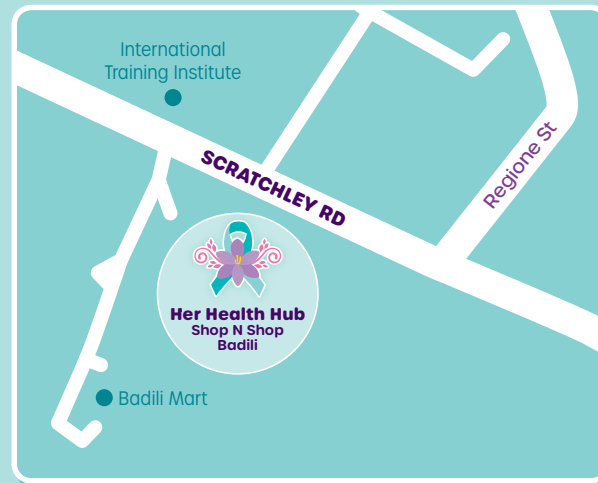 International
Training Institute
SCRATCHLEY RD
Regione St
Her Health Hub
Shop N Shop
Badili
Badili Mart